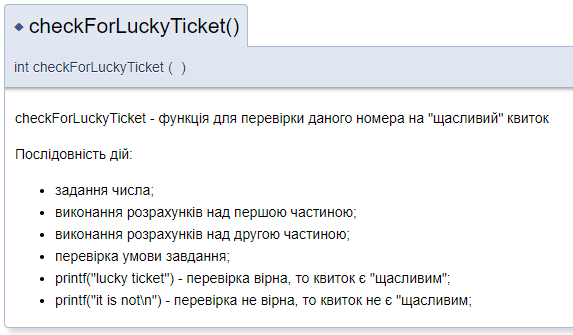 checkForLuckyTicket()
int checkForLuckyTicket ( )
checkForLuckyTicket - функція для перевірки даного номера на "щасливий" квиток
Послідовність дій:
задання числа;
виконання розрахунків над першою частиною;
виконання розрахунків над другою частиною;
перевірка умови завдання;
printf("lucky ticket") - перевірка вірна, то квиток є "щасливим";
printf("it is not\n") - перевірка не вірна, то квиток не є "щасливим;